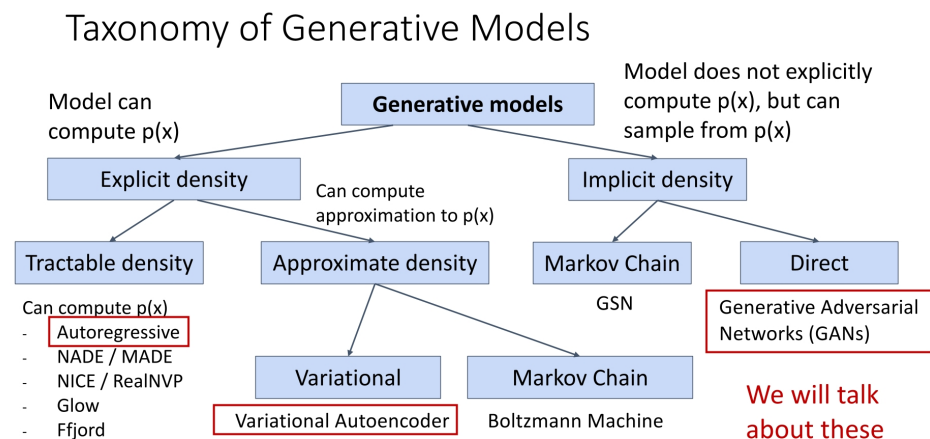 Taxonomy of Generative Models
Model does not explicitly
compute p(x), but can
sample from p(x)
Model can
compute p(x)
Generative models
Explicit density
Implicit density
Can compute
approximation to p(x)
Tractable density
Approximate density
Markov Chain
Direct
Can compute p(x)
- Autoregressive
- NADE / MADE
- NICE / RealNVP
- Glow
- Ffjord
GSN
Generative Adversarial
Networks (GANs)
Variational
Markov Chain
Variational Autoencoder
Boltzmann Machine
We will talk
about these